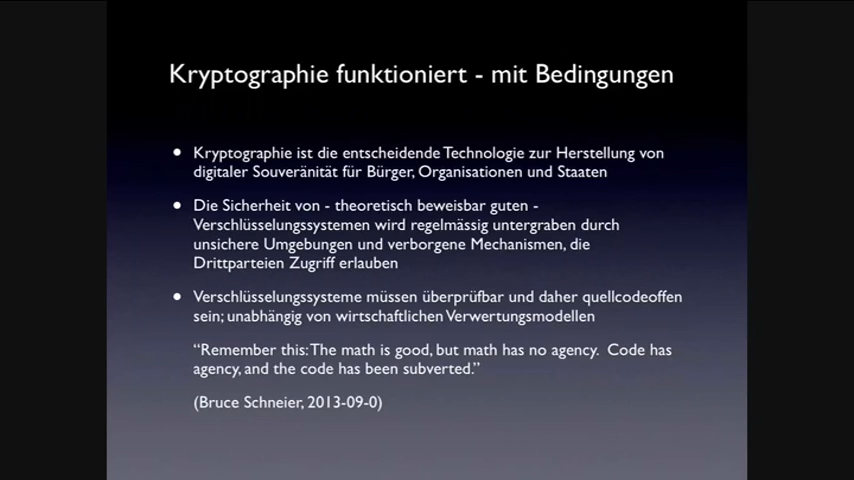 Kryptographie funktioniert - mit Bedingungen
• Kryptographie ist die entscheidende Technologie zur Herstellung von
digitaler Souveränität für Bürger, Organisationen und Staaten
• Die Sicherheit von - theoretisch beweisbar guten -
Verschlüsselungssystemen wird regelmässig untergraben durch
unsichere Umgebungen und verborgene Mechanismen, die
Drittparteien Zugriff erlauben
• Verschlüsselungssysteme müssen überprüfbar und daher quellcodeoffen
sein; unabhängig von wirtschaftlichen Verwertungsmodellen
“Remember this: The math is good, but math has no agency. Code has
agency, and the code has been subverted.”
(Bruce Schneier, 2013-09-0)